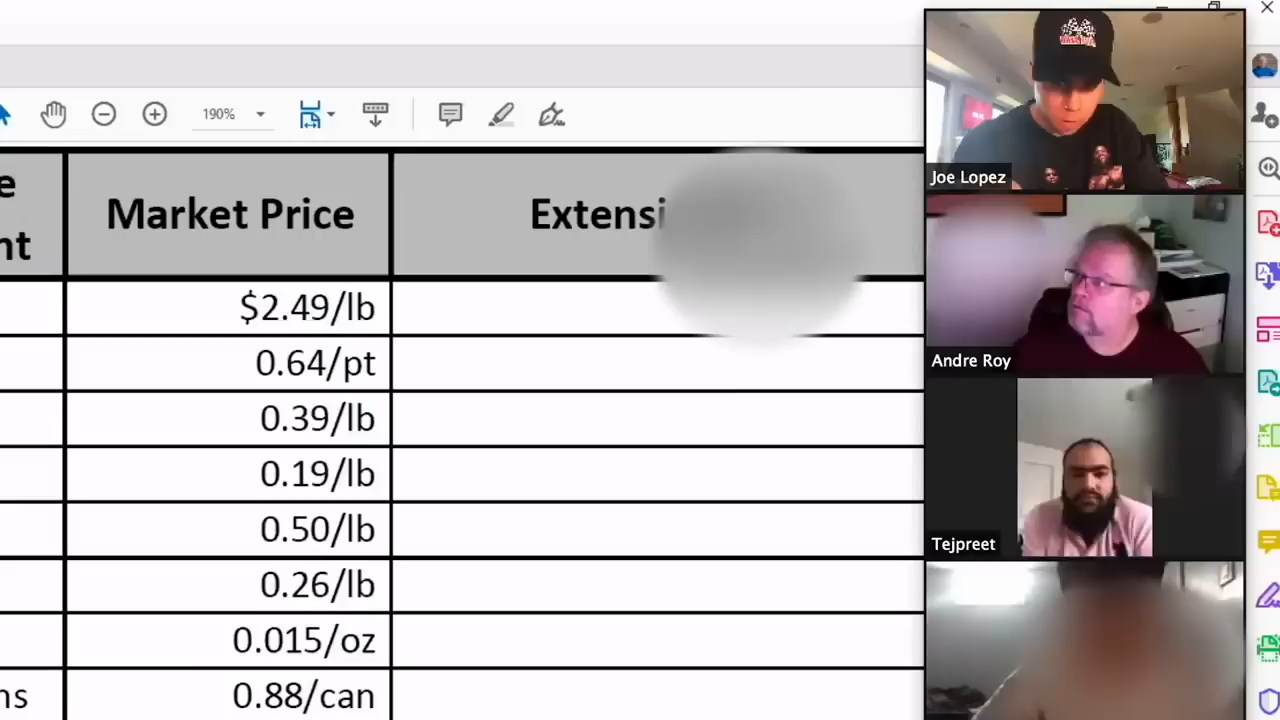 190%
e
nt
Market Price
Extensi
$2.49/lb
0.64/pt
0.39/lb
0.19/lb
0.50/lb
0.26/lb
0.015/oz
ns
0.88/can
Joe Lopez
Andre Roy
Tejpreet